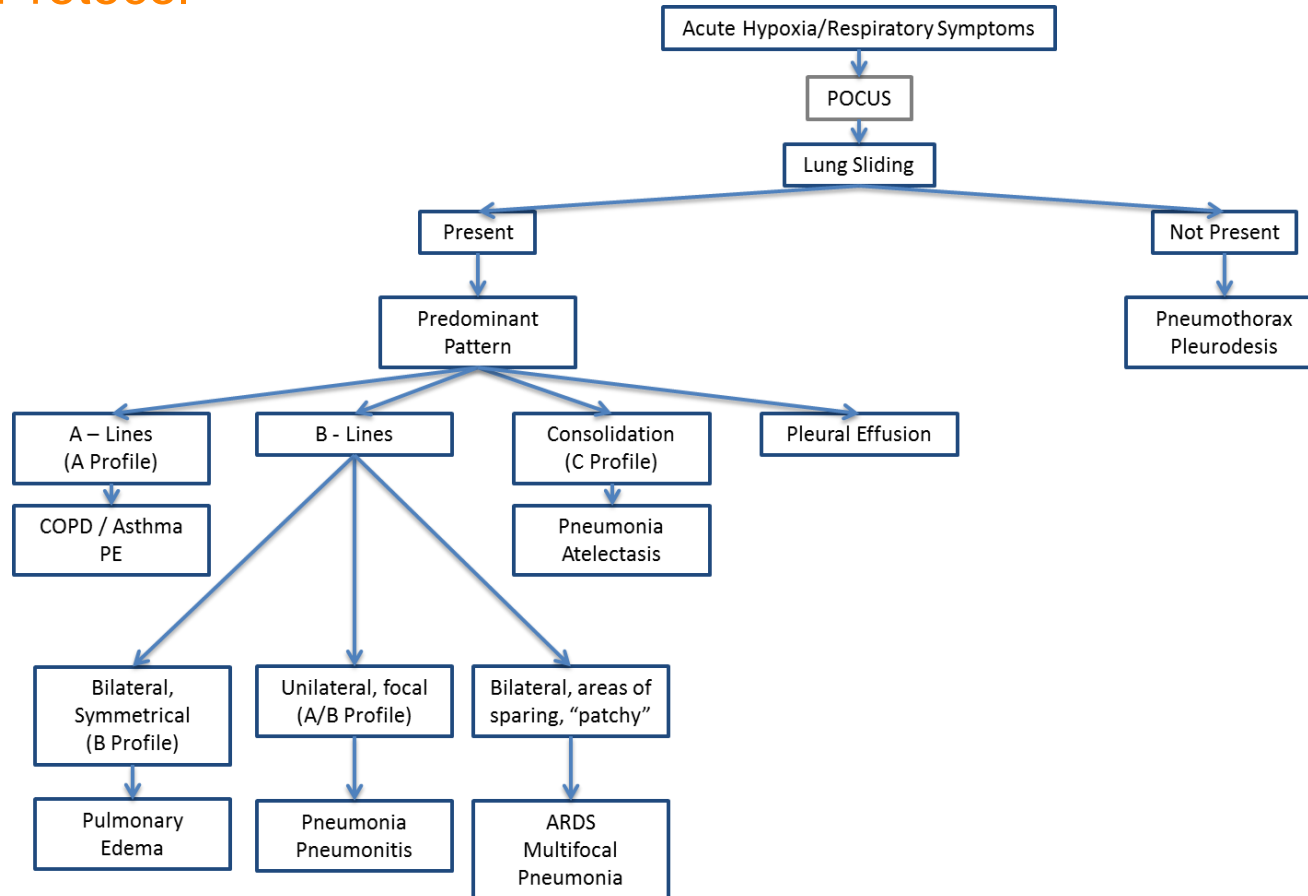 Acute Hypoxia/Respiratory Symptoms
POCUS
Lung Sliding
Present
Not Present
Predominant
Pattern
Pneumothorax
Pleurodesis
A – Lines
(A Profile)
B - Lines
Consolidation
(C Profile)
Pleural Effusion
COPD / Asthma
PE
Pneumonia
Atelectasis
Bilateral,
Symmetrical
(B Profile)
Unilateral, focal
(A/B Profile)
Bilateral, areas of
sparing, “patchy”
Pulmonary
Edema
Pneumonia
Pneumonitis
ARDS
Multifocal
Pneumonia